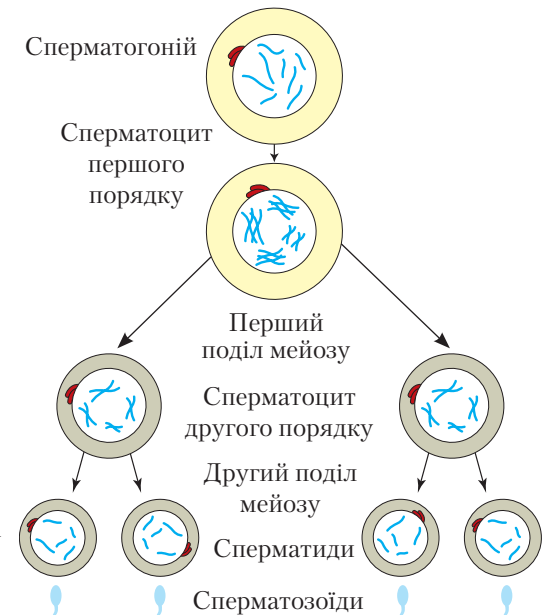 Сперматогоній
Сперматоцит
першого
порядку
Перший
поділ мейозу
Сперматоцит
другого порядку
Другий поділ
мейозу
Сперматиди
Сперматозоїди